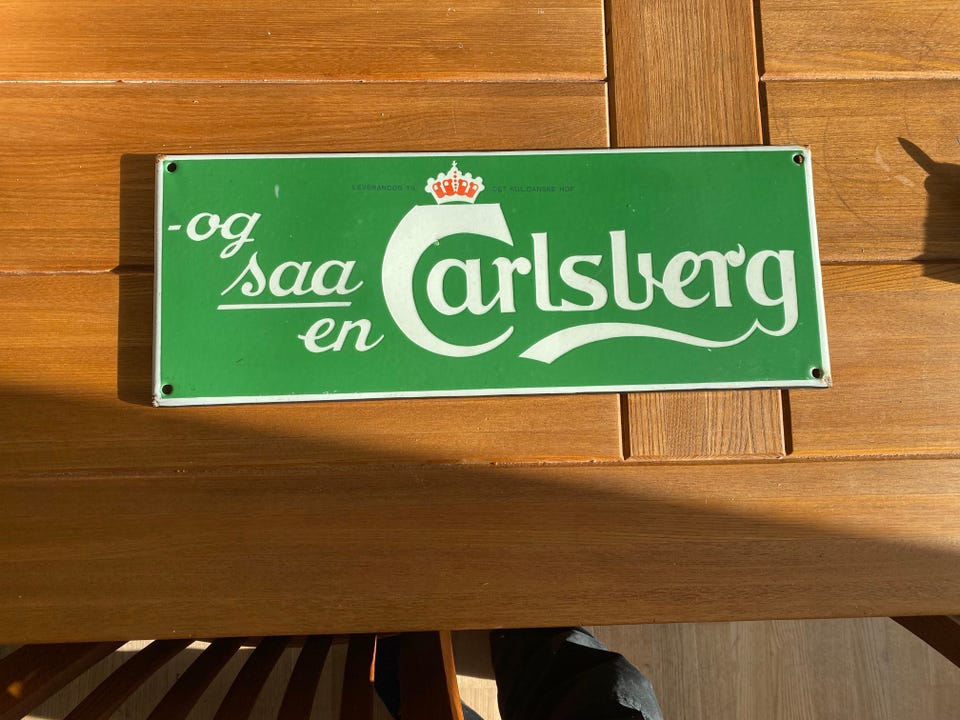 LEVERANDØR TIL DET KGL. DANSKE HOF
-og
saa
en
Carlsberg